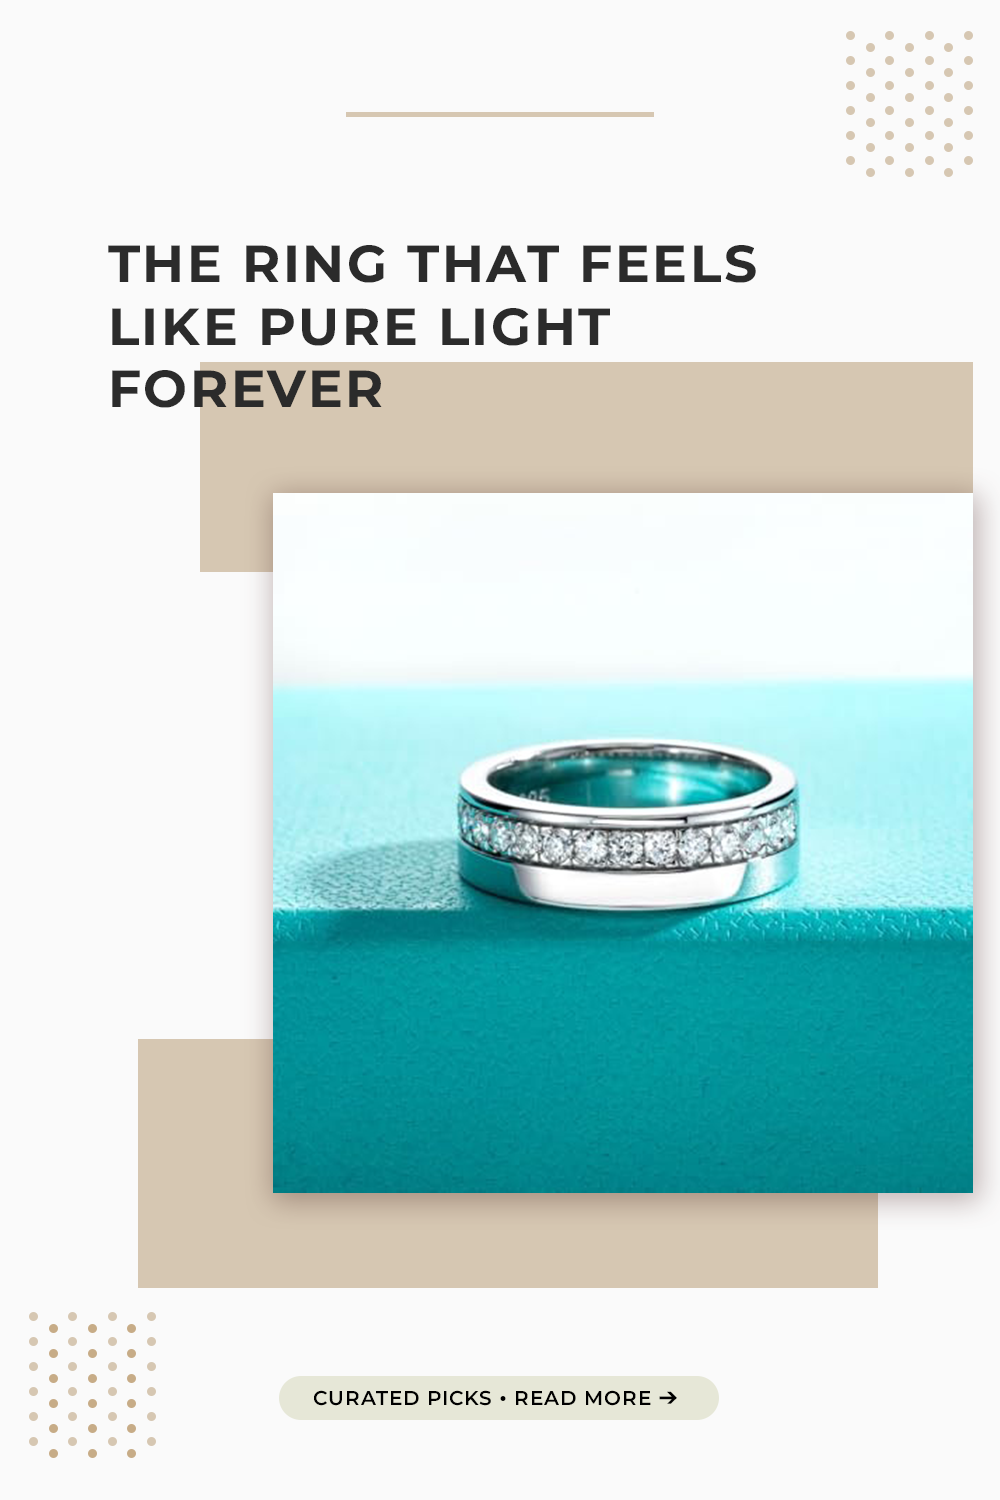 THE RING THAT FEELS
LIKE PURE LIGHT
FOREVER
CURATED PICKS • READ MORE ➔